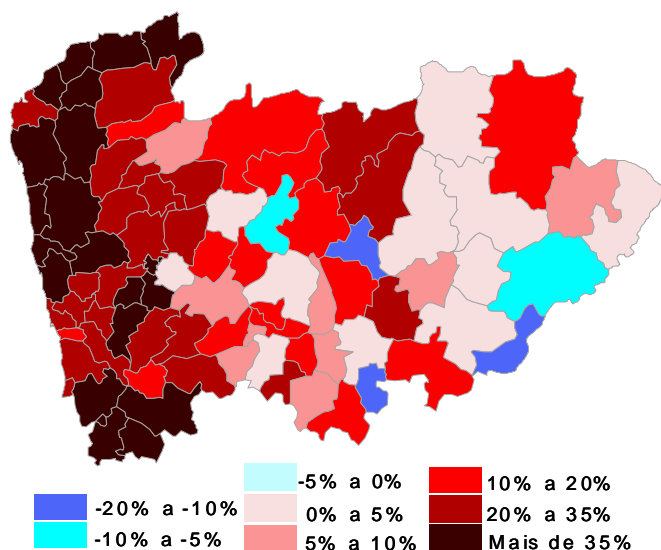 -20% a -10%
-10% a -5%
-5% a 0%
0% a 5%
5% a 10%
10% a 20%
20% a 35%
Mais de 35%